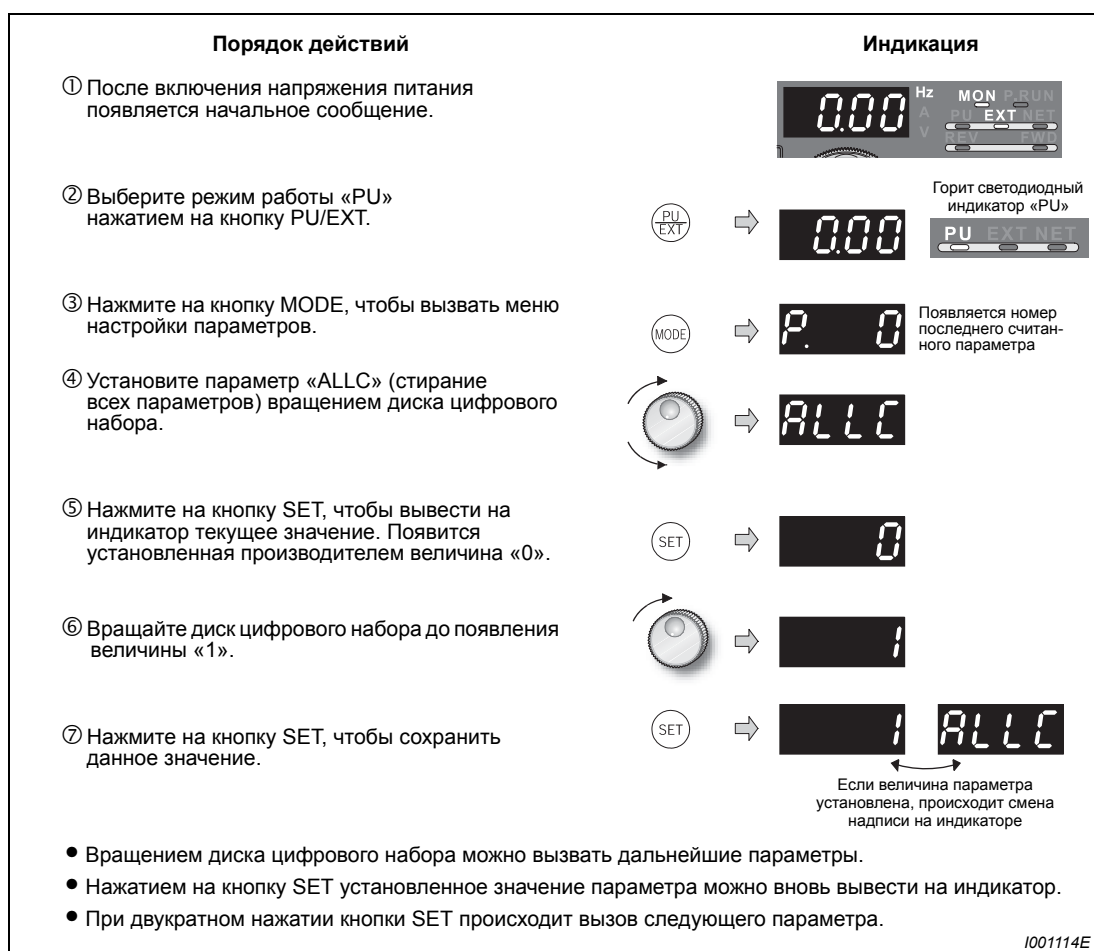 Порядок действий
Индикация
① После включения напряжения питания
появляется начальное сообщение.
0.00
Hz
A
V
MON P.RUN
PU EXT NET
REV FWD
② Выберите режим работы «PU»
нажатием на кнопку PU/EXT.
PU
EXT
0.00
Горит светодиодный
индикатор «PU»
PU EXT NET
③ Нажмите на кнопку MODE, чтобы вызвать меню
настройки параметров.
MODE
P. 0
Появляется номер
последнего считан-
ного параметра
④ Установите параметр «ALLC» (стирание
всех параметров) вращением диска цифрового
набора.
ALLC
⑤ Нажмите на кнопку SET, чтобы вывести на
индикатор текущее значение. Появится
установленная производителем величина «0».
SET
0
⑥ Вращайте диск цифрового набора до появления
величины «1».
1
⑦ Нажмите на кнопку SET, чтобы сохранить
данное значение.
SET
1 ALLC
Если величина параметра
установлена, происходит смена
надписи на индикаторе
• Вращением диска цифрового набора можно вызвать дальнейшие параметры.
• Нажатием на кнопку SET установленное значение параметра можно вновь вывести на индикатор.
• При двукратном нажатии кнопки SET происходит вызов следующего параметра.
I001114E